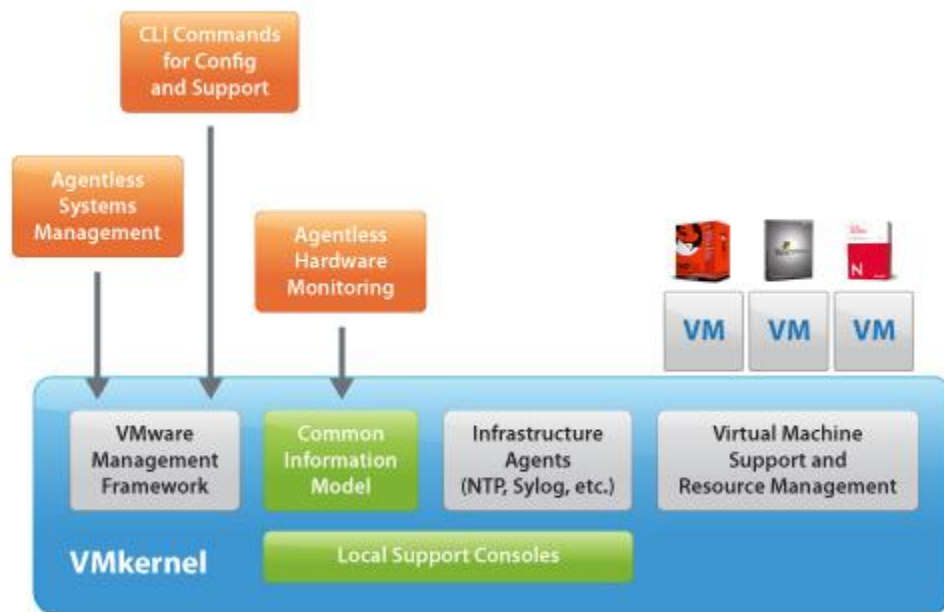 CLI Commands
for Config
and Support
Agentless
Systems
Management
Agentless
Hardware
Monitoring
N
VM
VM
VM
VMware
Management
Framework
Common
Information
Model
Infrastructure
Agents
(NTP, Sylog, etc.)
Virtual Machine
Support and
Resource Management
Local Support Consoles
VMkernel